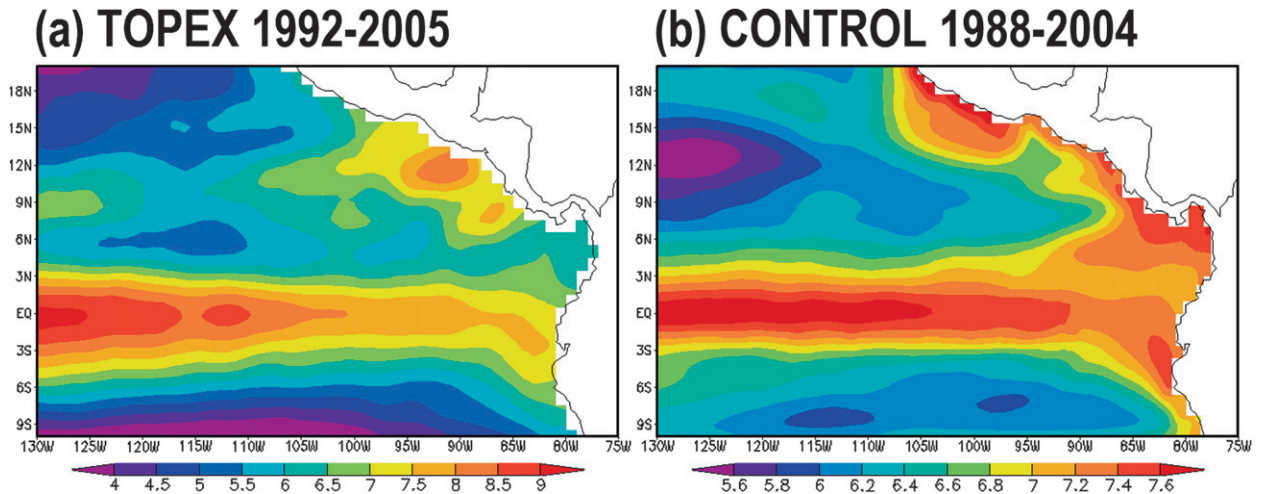 (a) TOPEX 1992-2005
(b) CONTROL 1988-2004
18N
15N
12N
9N
6N
3N
EQ
3S
6S
9S
130W 125W 120W 115W 110W 105W 100W 95W 90W 85W 80W 75W
4 4.5 5 5.5 6 6.5 7 7.5 8 8.5 9
18N
15N
12N
9N
6N
3N
EQ
3S
6S
9S
130W 125W 120W 115W 110W 105W 100W 95W 90W 85W 80W 75W
5.6 5.8 6 6.2 6.4 6.6 6.8 7 7.2 7.4 7.6